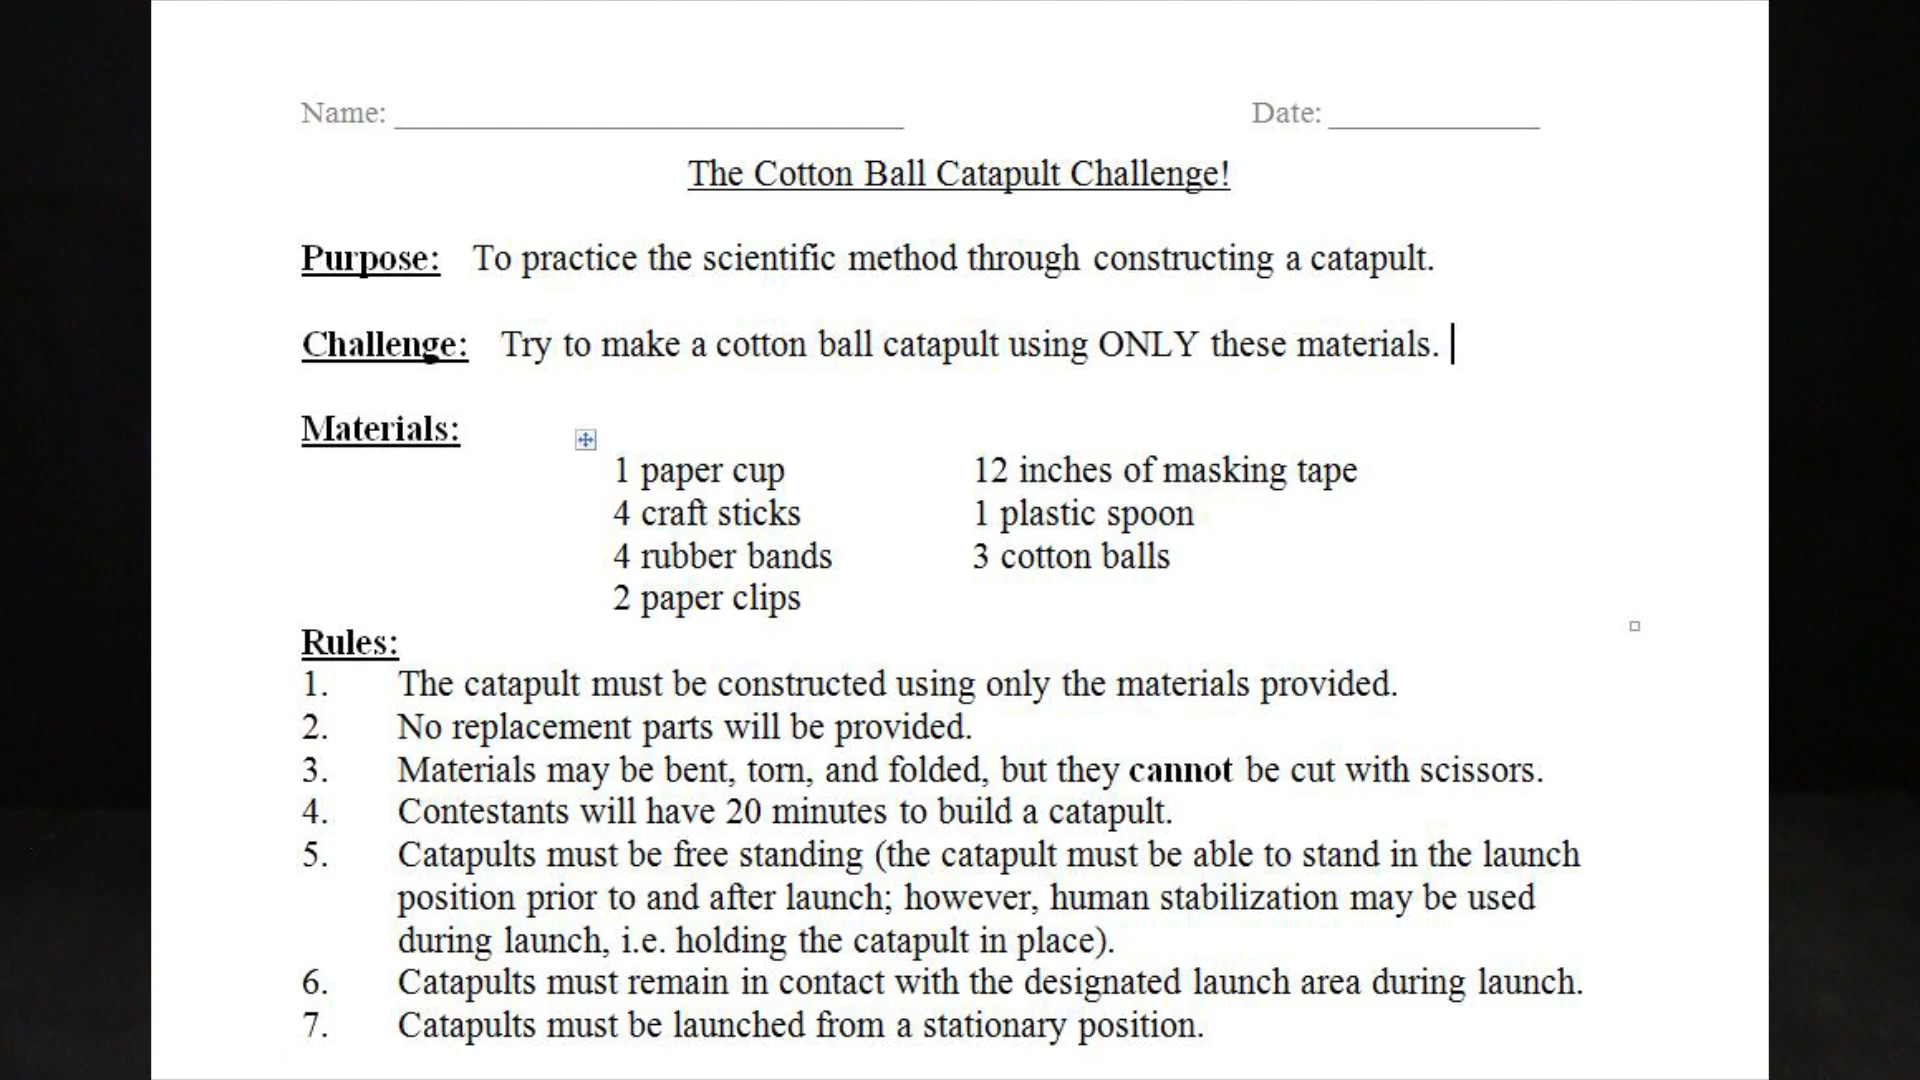 Name: ________________________________ Date: _____________
The Cotton Ball Catapult Challenge!
Purpose: To practice the scientific method through constructing a catapult.
Challenge: Try to make a cotton ball catapult using ONLY these materials.
Materials:
1 paper cup 12 inches of masking tape
4 craft sticks 1 plastic spoon
4 rubber bands 3 cotton balls
2 paper clips
Rules:
1. The catapult must be constructed using only the materials provided.
2. No replacement parts will be provided.
3. Materials may be bent, torn, and folded, but they cannot be cut with scissors.
4. Contestants will have 20 minutes to build a catapult.
5. Catapults must be free standing (the catapult must be able to stand in the launch
position prior to and after launch; however, human stabilization may be used
during launch, i.e. holding the catapult in place).
6. Catapults must remain in contact with the designated launch area during launch.
7. Catapults must be launched from a stationary position.